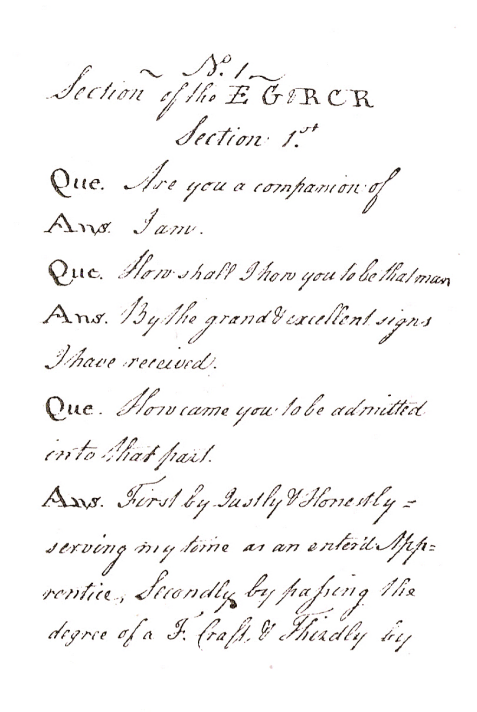 No. 1
Section of the E G & R C R
Section 1.st
Que. Are you a companion of
Ans. I am.
Que. How shall I know you to be that man
Ans. By the grand & excellent signs
I have received.
Que. How came you to be admitted
into that part.
Ans. First by Justly & Honestly =
serving my time as an enterd App=
rentice, Secondly by passing the
degree of a F. Craft. & Thirdly by